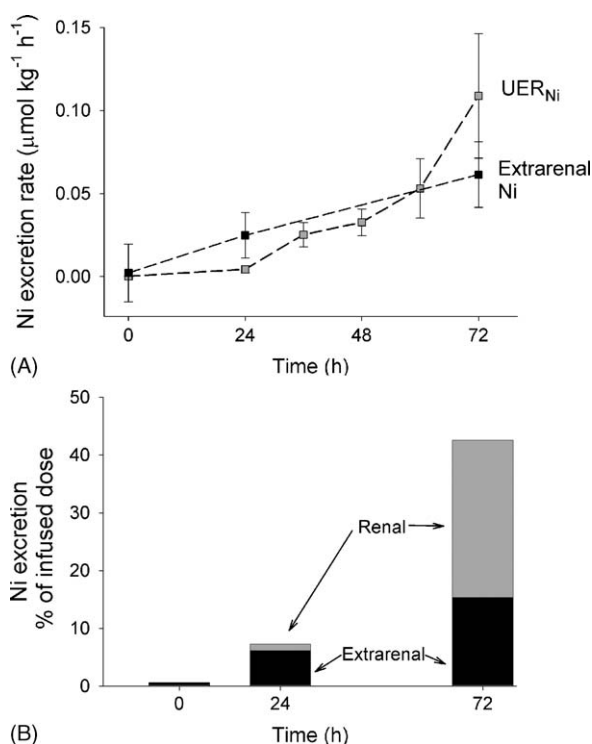 0.15
0.10
0.05
0.00
Ni excretion rate (µmol kg⁻¹ h⁻¹)
UERNi
Extrarenal
Ni
0 24 48 72
Time (h)
(A)
50
40
30
20
10
0
Ni excretion
% of infused dose
Renal
Extrarenal
0 24 72
Time (h)
(B)